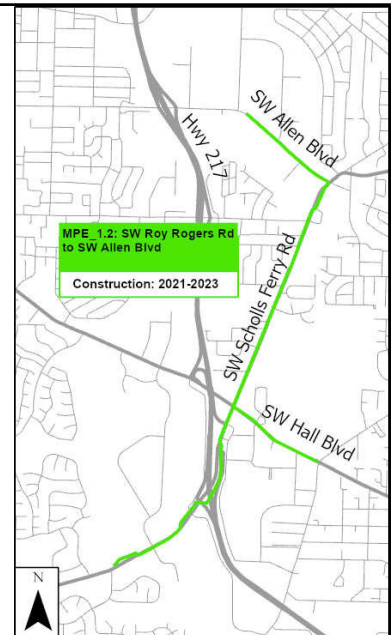 SW Allen Blvd
Hwy 217
MPE_1.2: SW Roy Rogers Rd
to SW Allen Blvd
Construction: 2021-2023
SW Scholls Ferry Rd
SW Hall Blvd
N